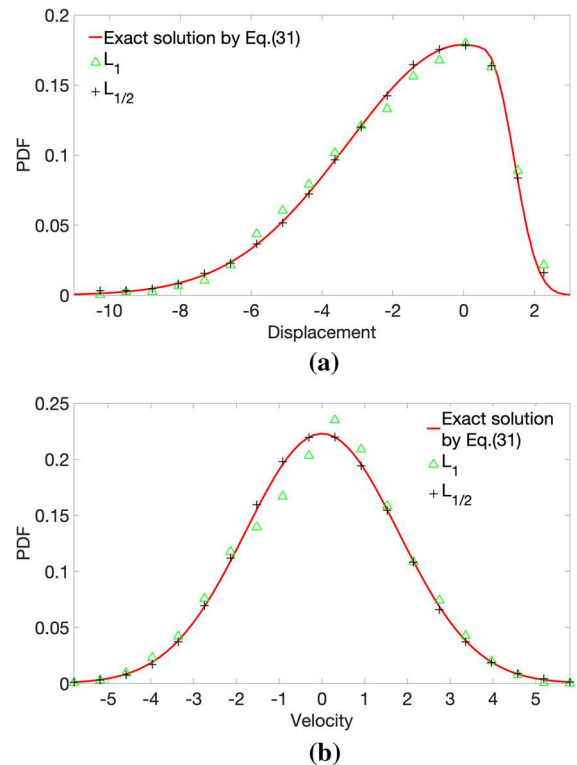 Exact solution by Eq.(31)
L1
L1/2
0.2
0.15
0.1
0.05
0
PDF
-10 -8 -6 -4 -2 0 2
Displacement
(a)
Exact solution
by Eq.(31)
L1
L1/2
0.25
0.2
0.15
0.1
0.05
0
PDF
-5 -4 -3 -2 -1 0 1 2 3 4 5
Velocity
(b)